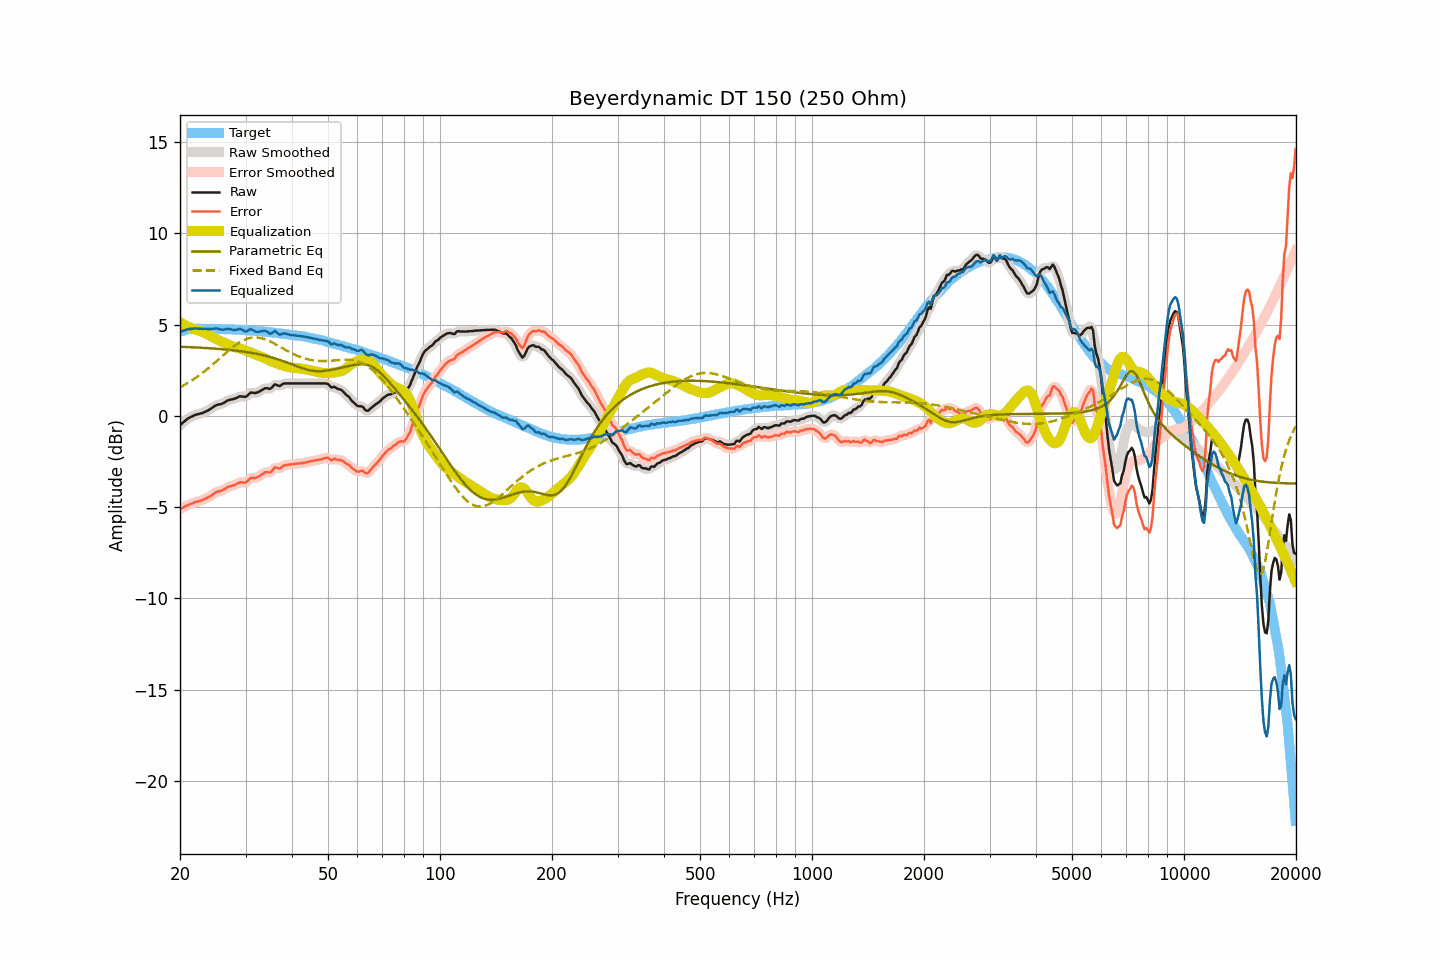 Beyerdynamic DT 150 (250 Ohm)
Target
Raw Smoothed
Error Smoothed
Raw
Error
Equalization
Parametric Eq
Fixed Band Eq
Equalized
15
10
5
0
−5
−10
−15
−20
Amplitude (dBr)
20
50
100
200
500
1000
2000
5000
10000
20000
Frequency (Hz)